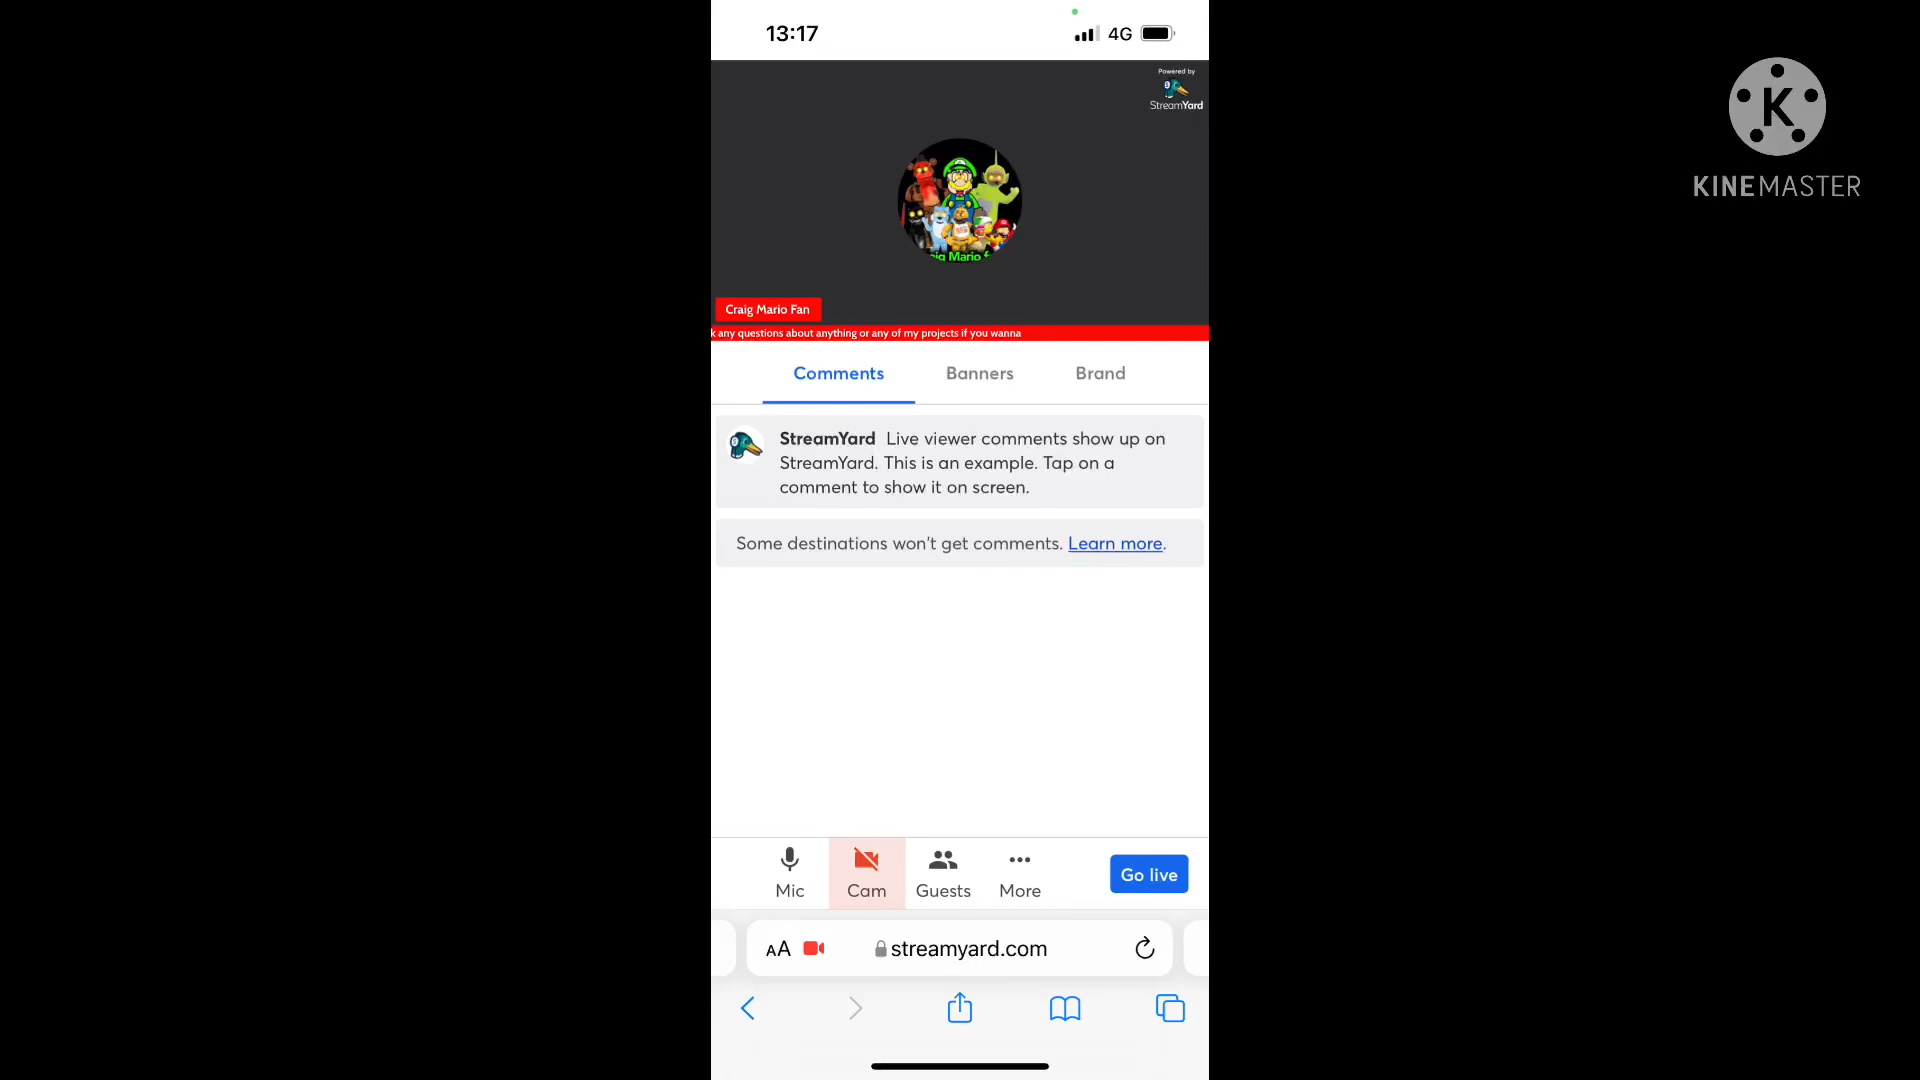 13:17
4G
Powered by
StreamYard
K
KINEMASTER
ig Mario f
Craig Mario Fan
k any questions about anything or any of my projects if you wanna
Comments
Banners
Brand
StreamYard Live viewer comments show up on
StreamYard. This is an example. Tap on a
comment to show it on screen.
Some destinations won't get comments. Learn more.
Mic
Cam
Guests
More
Go live
AA
streamyard.com